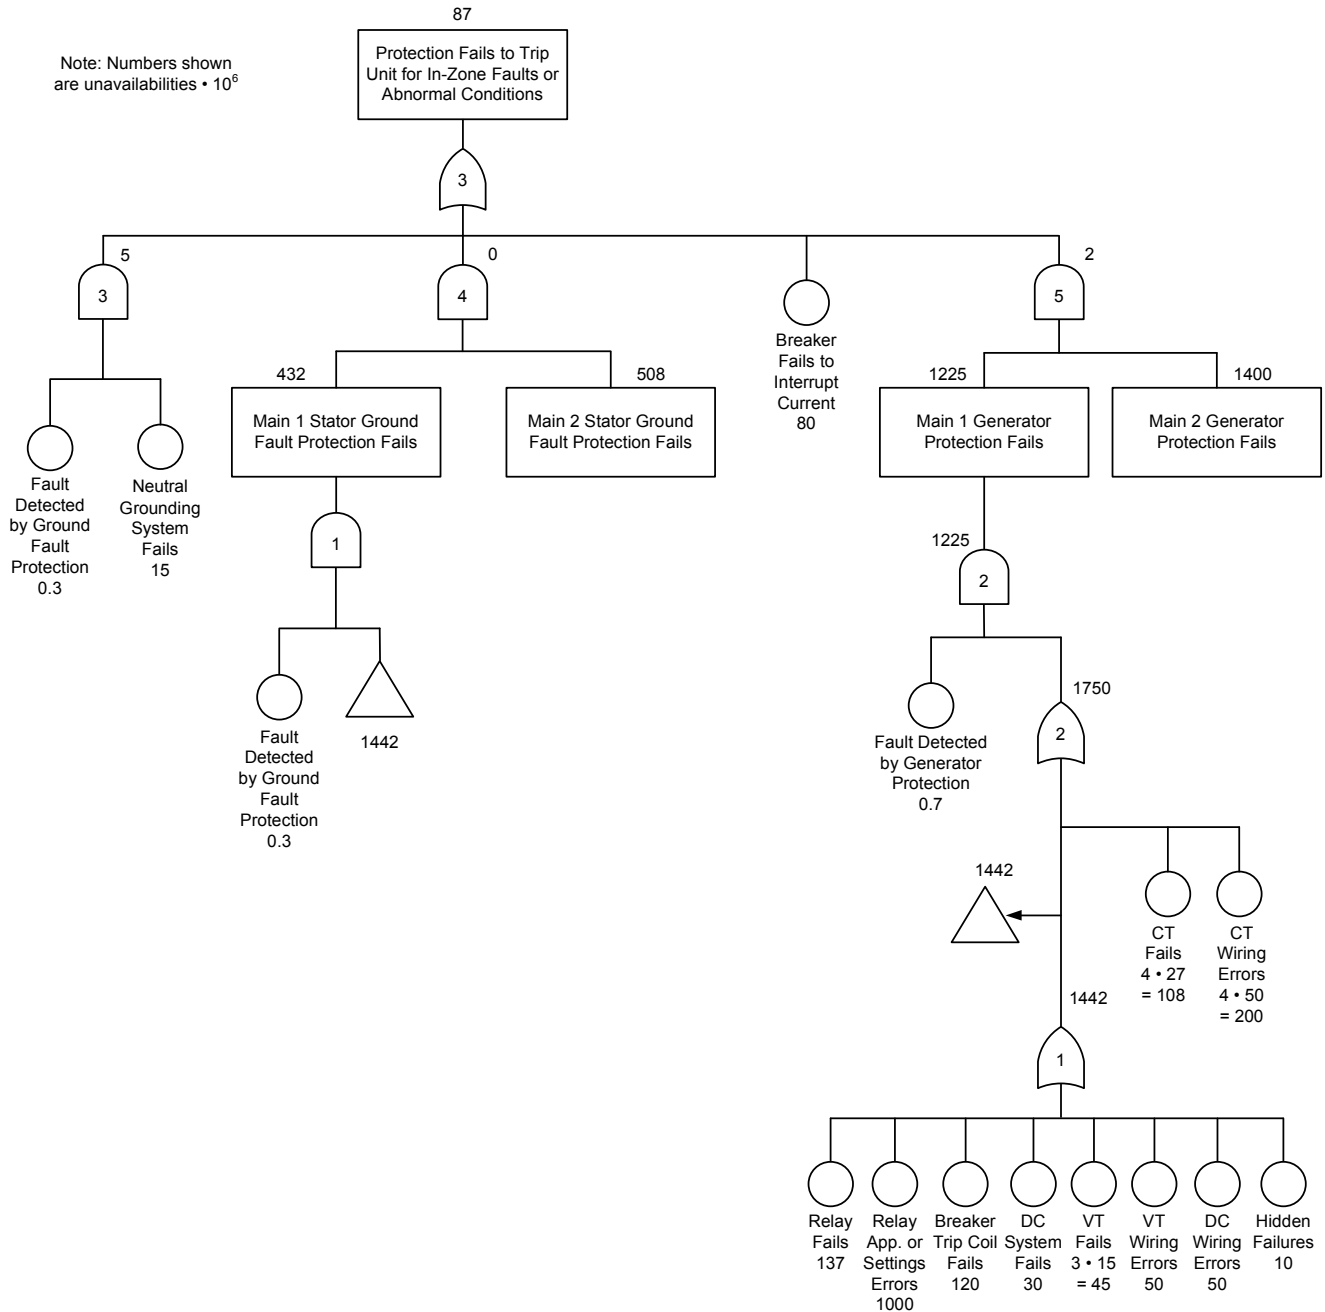 87
Note: Numbers shown
are unavailabilities • 10⁶
Protection Fails to Trip
Unit for In-Zone Faults or
Abnormal Conditions
3
5
0
2
3
4
5
Breaker
Fails to
Interrupt
Current
80
432
508
1225
1400
Main 1 Stator Ground
Fault Protection Fails
Main 2 Stator Ground
Fault Protection Fails
Main 1 Generator
Protection Fails
Main 2 Generator
Protection Fails
Fault
Detected
by Ground
Fault
Protection
0.3
Neutral
Grounding
System
Fails
15
1
1225
2
Fault
Detected
by Ground
Fault
Protection
0.3
1442
Fault Detected
by Generator
Protection
0.7
1750
2
1442
CT
Fails
4 • 27
= 108
CT
Wiring
Errors
4 • 50
= 200
1442
1
Relay
Fails
137
Relay
App. or
Settings
Errors
1000
Breaker
Trip Coil
Fails
120
DC
System
Fails
30
VT
Fails
3 • 15
= 45
VT
Wiring
Errors
50
DC
Wiring
Errors
50
Hidden
Failures
10